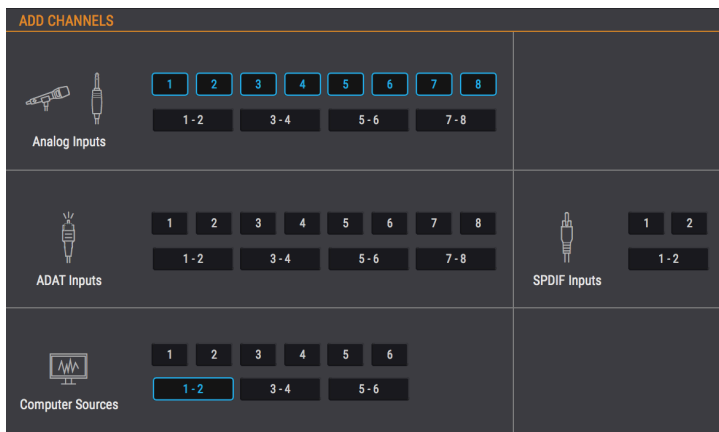 ADD CHANNELS
1 2 3 4 5 6 7 8
1 - 2 3 - 4 5 - 6 7 - 8
Analog Inputs
1 2 3 4 5 6 7 8
1 - 2 3 - 4 5 - 6 7 - 8
ADAT Inputs
1 2
1 - 2
SPDIF Inputs
1 2 3 4 5 6
1 - 2 3 - 4 5 - 6
Computer Sources